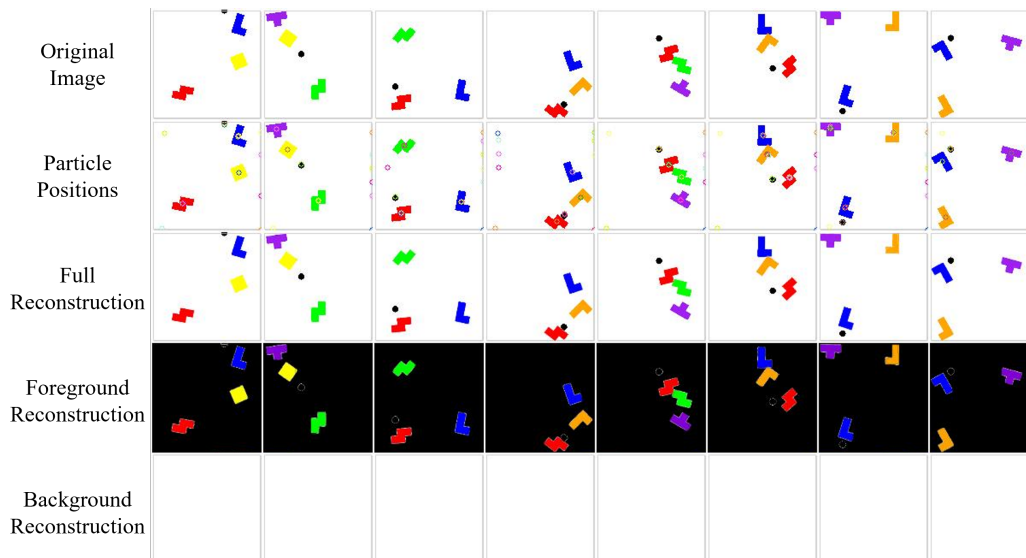 Original
Image
Particle
Positions
Full
Reconstruction
Foreground
Reconstruction
Background
Reconstruction